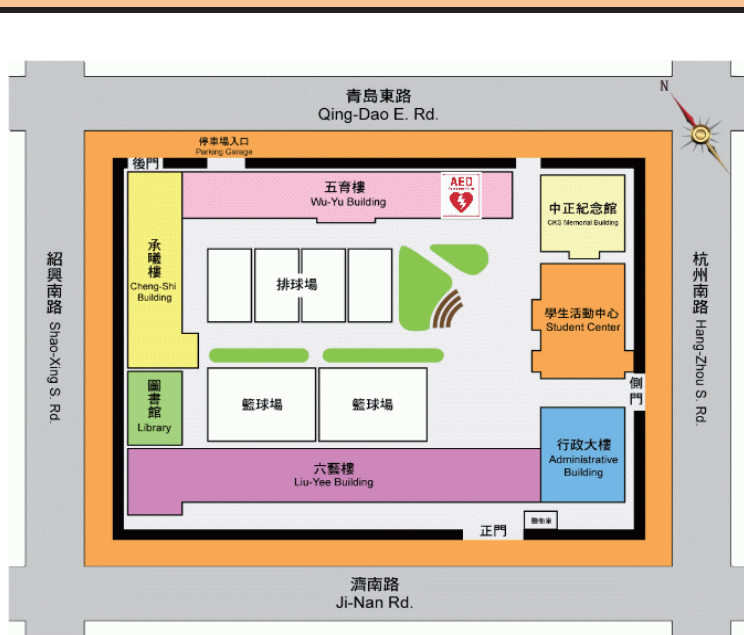 青島東路
Qing-Dao E. Rd.
N
停車場入口
Parking Garage
後門
五育樓
Wu-Yu Building
AED
中正紀念館
CKS Memorial Building
承曦樓
Cheng-Shi
Building
排球場
學生活動中心
Student Center
紹興南路 Shao-Xing S. Rd.
杭州南路 Hang-Zhou S. Rd.
圖書館
Library
籃球場
籃球場
側門
行政大樓
Administrative
Building
六藝樓
Liu-Yee Building
正門
濟南路
Ji-Nan Rd.